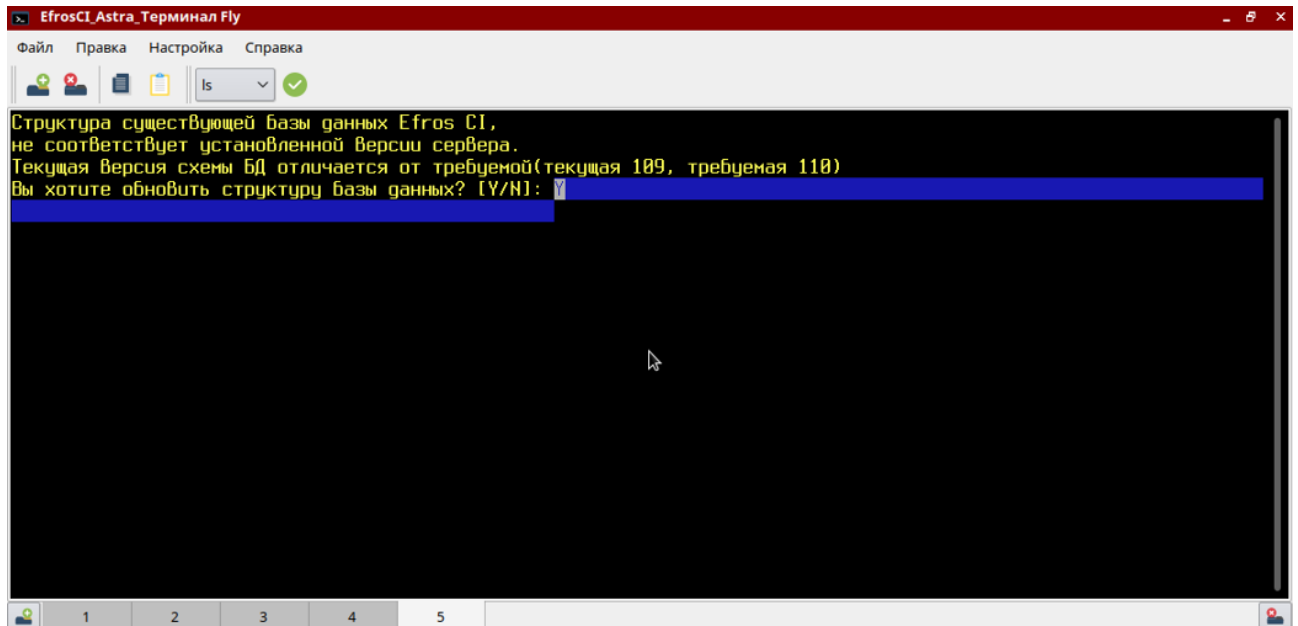 EfrosCI_Astra_Терминал Fly
Файл Правка Настройка Справка
ls
Структура существующей базы данных Efros CI,
не соответствует установленной версии сервера.
Текущая версия схемы БД отличается от требуемой(текущая 109, требуемая 110)
Вы хотите обновить структуру базы данных? [Y/N]: Y
1 2 3 4 5